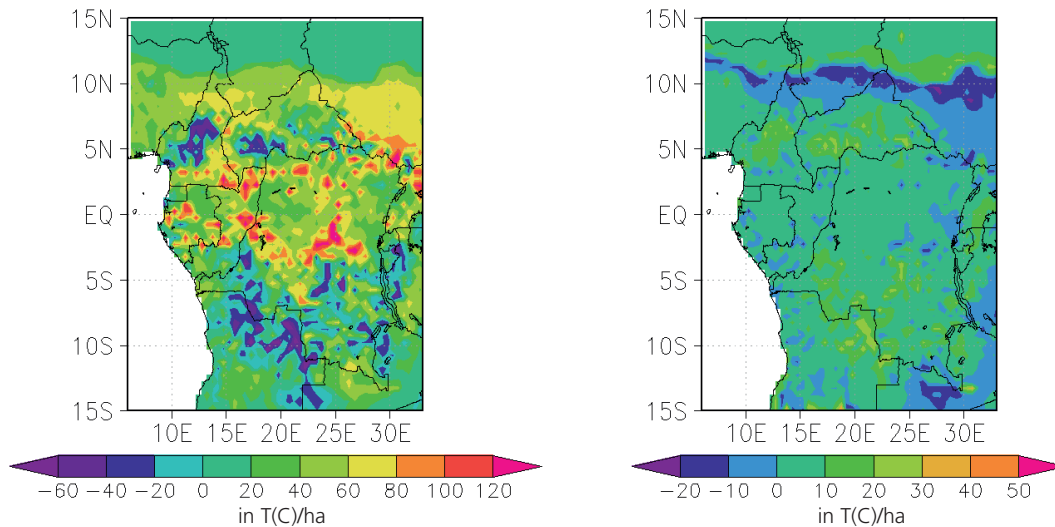 15N 15N
10N 10N
5N 5N
EQ EQ
5S 5S
10S 10S
15S 15S
10E 15E 20E 25E 30E 10E 15E 20E 25E 30E
−60 −40 −20 0 20 40 60 80 100 120 −20 −10 0 10 20 30 40 50
in T(C)/ha in T(C)/ha